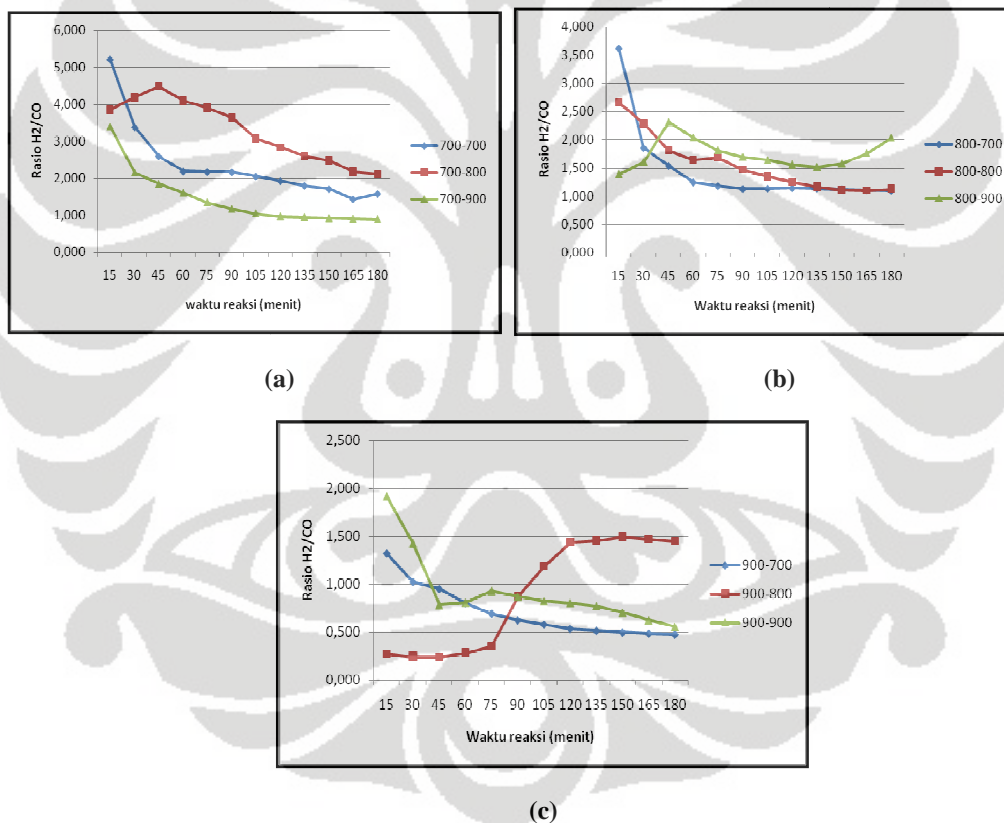 6,000
5,000
4,000
3,000
2,000
1,000
0,000
Rasio H2/CO
15 30 45 60 75 90 105 120 135 150 165 180
waktu reaksi (menit)
700-700
700-800
700-900
(a)
4,000
3,500
3,000
2,500
2,000
1,500
1,000
0,500
0,000
Rasio H2/CO
15 30 45 60 75 90 105 120 135 150 165 180
Waktu reaksi (menit)
800-700
800-800
800-900
(b)
2,500
2,000
1,500
1,000
0,500
0,000
Rasio H2/CO
15 30 45 60 75 90 105 120 135 150 165 180
Waktu reaksi (menit)
900-700
900-800
900-900
(c)